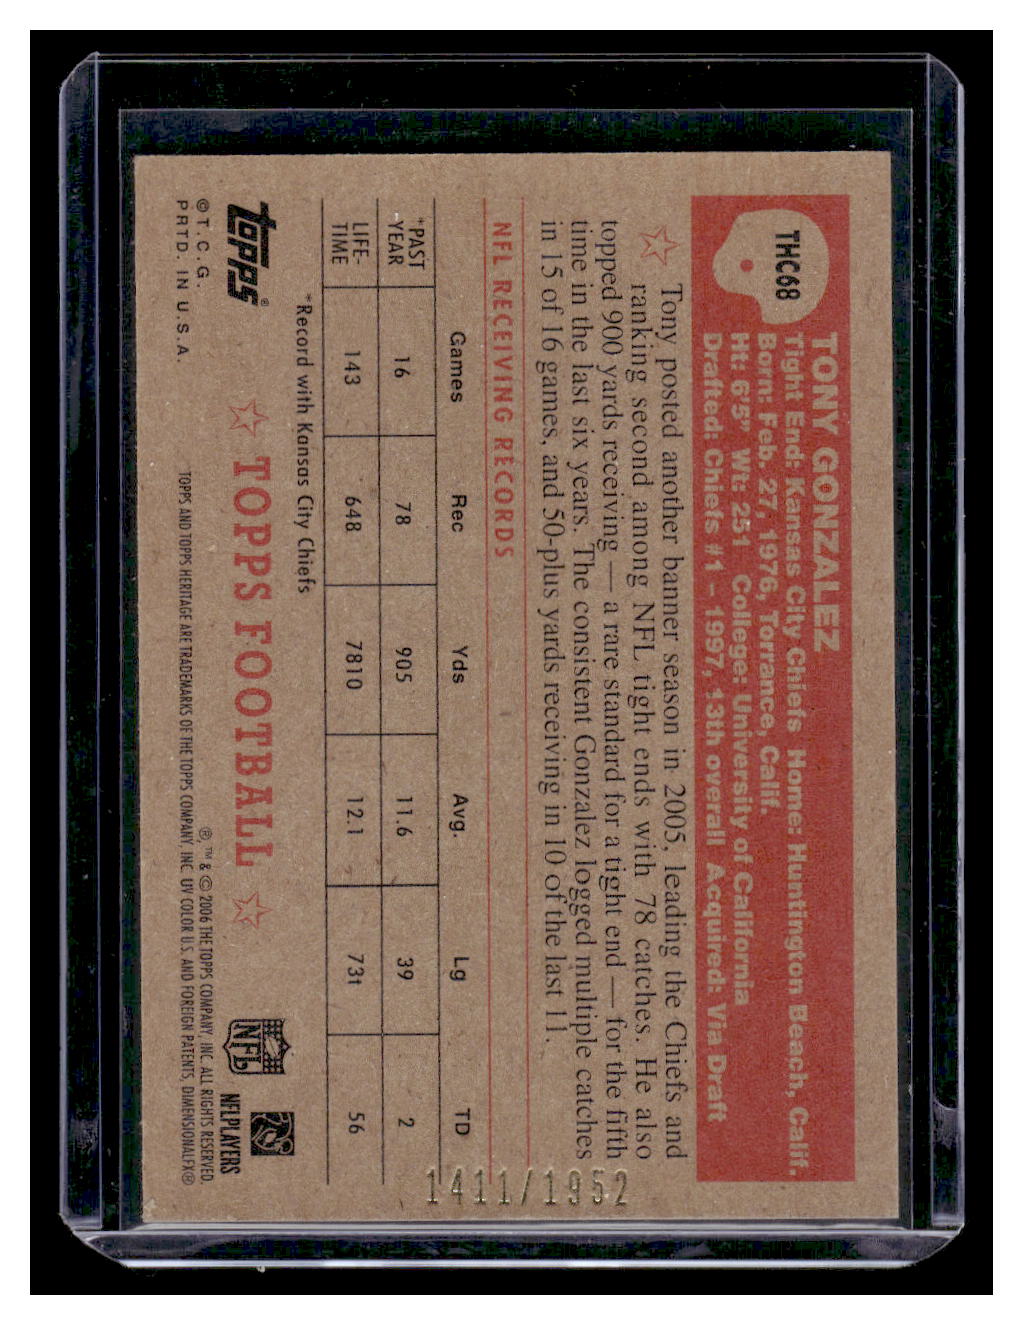 THC68
TONY GONZALEZ
Tight End: Kansas City Chiefs Home: Huntington Beach, Calif.
Born: Feb. 27, 1976, Torrance, Calif.
Ht: 6'5" Wt: 251 College: University of California
Drafted: Chiefs #1 – 1997, 13th overall Acquired: Via Draft
Tony posted another banner season in 2005, leading the Chiefs and
ranking second among NFL tight ends with 78 catches. He also
topped 900 yards receiving — a rare standard for a tight end — for the fifth
time in the last six years. The consistent Gonzalez logged multiple catches
in 15 of 16 games, and 50-plus yards receiving in 10 of the last 11.
NFL RECEIVING RECORDS
Games Rec Yds Avg. Lg TD
*PAST YEAR 16 78 905 11.6 39 2
LIFE-TIME 143 648 7810 12.1 73t 56
*Record with Kansas City Chiefs
topps®
TOPPS FOOTBALL
NFL
NFLPLAYERS
©T.C.G.
PRTD. IN U.S.A.
®, ™ & © 2006 THE TOPPS COMPANY, INC. ALL RIGHTS RESERVED.
TOPPS AND TOPPS HERITAGE ARE TRADEMARKS OF THE TOPPS COMPANY, INC. UV COLOR U.S. AND FOREIGN PATENTS, DIMENSIONALFX®
1411/1952